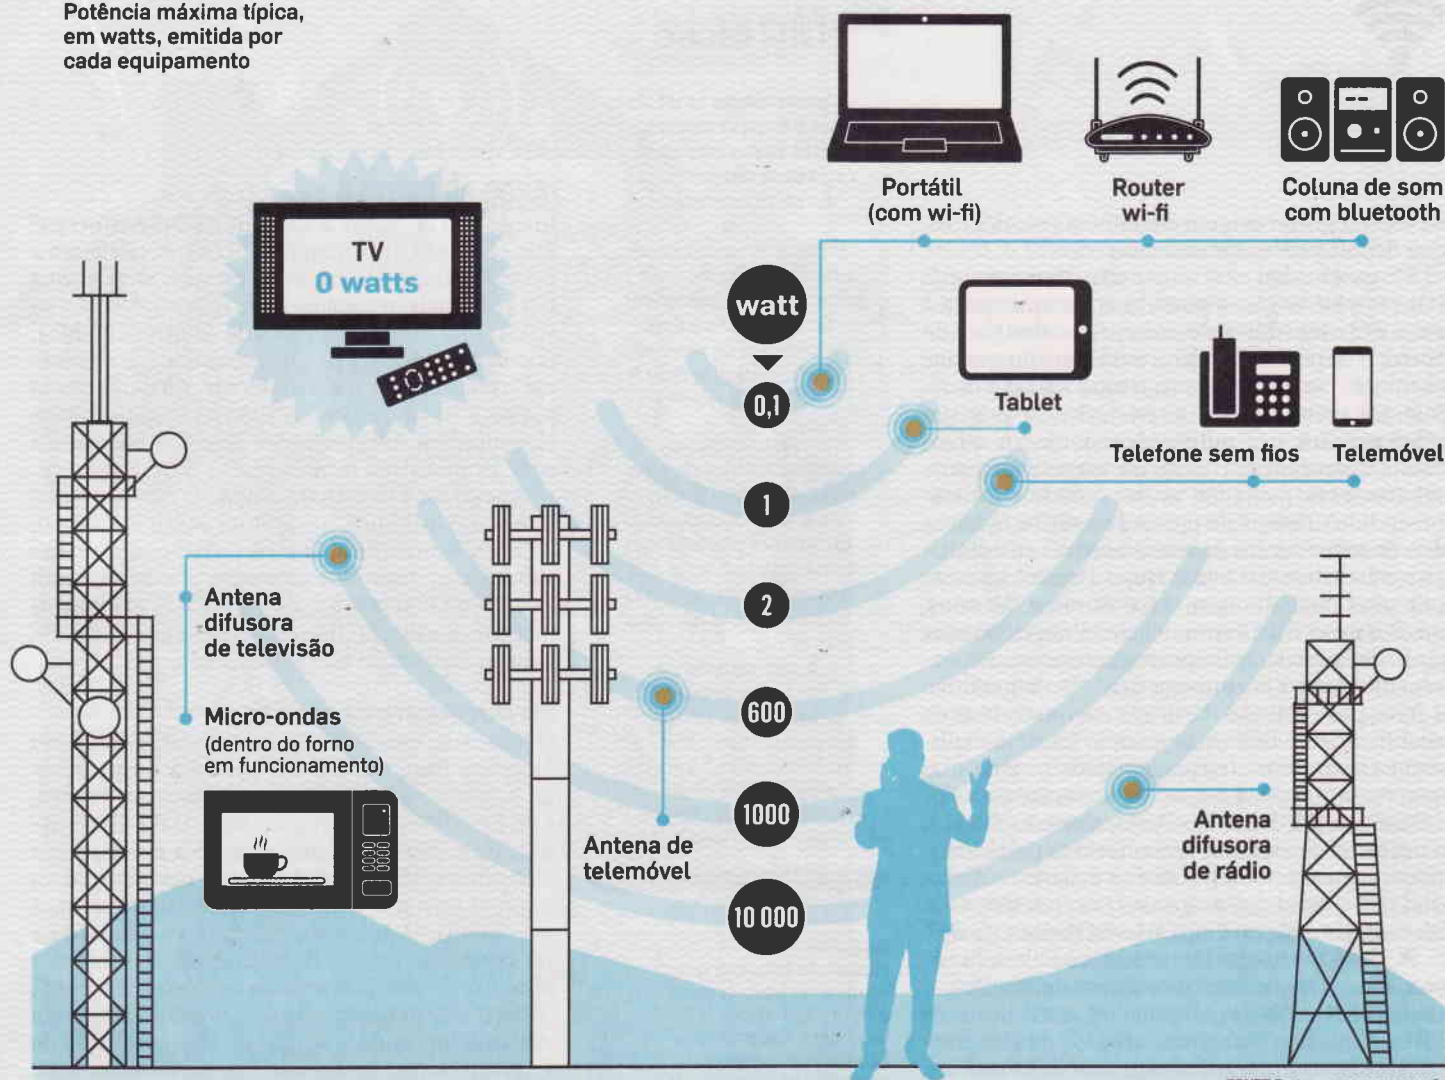 Potência máxima típica,
em watts, emitida por
cada equipamento
Portátil
(com wi-fi)
Router
wi-fi
Coluna de som
com bluetooth
TV
0 watts
watt
0,1
Tablet
Telefone sem fios
Telemóvel
1
2
Antena
difusora
de televisão
Micro-ondas
(dentro do forno
em funcionamento)
600
1000
Antena de
telemóvel
Antena
difusora
de rádio
10 000